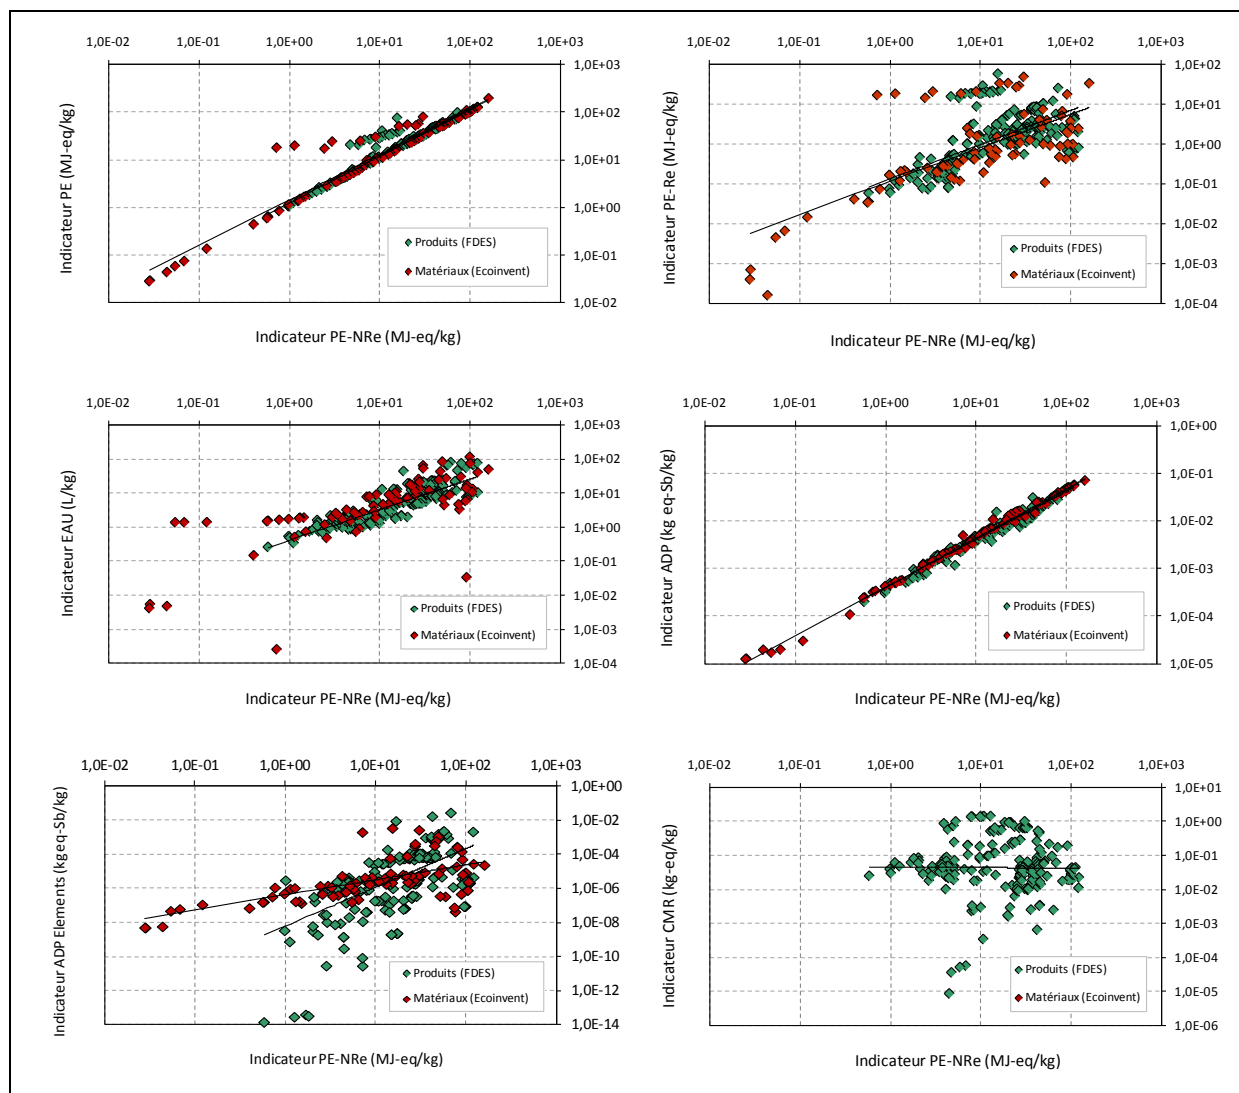 1,0E-02 1,0E-01 1,0E+00 1,0E+01 1,0E+02 1,0E+03
1,0E+03
1,0E+02
1,0E+01
1,0E+00
1,0E-01
1,0E-02
Indicateur PE (MJ-eq/kg)
Produits (FDES)
Matériaux (Ecoinvent)
Indicateur PE-NRe (MJ-eq/kg)
1,0E-02 1,0E-01 1,0E+00 1,0E+01 1,0E+02 1,0E+03
1,0E+02
1,0E+01
1,0E+00
1,0E-01
1,0E-02
1,0E-03
1,0E-04
Indicateur PE-Re (MJ-eq/kg)
Produits (FDES)
Matériaux (Ecoinvent)
Indicateur PE-NRe (MJ-eq/kg)
1,0E-02 1,0E-01 1,0E+00 1,0E+01 1,0E+02 1,0E+03
1,0E+03
1,0E+02
1,0E+01
1,0E+00
1,0E-01
1,0E-02
1,0E-03
1,0E-04
Indicateur EAU (L/kg)
Produits (FDES)
Matériaux (Ecoinvent)
Indicateur PE-NRe (MJ-eq/kg)
1,0E-02 1,0E-01 1,0E+00 1,0E+01 1,0E+02 1,0E+03
1,0E+00
1,0E-01
1,0E-02
1,0E-03
1,0E-04
1,0E-05
Indicateur ADP (kg eq-Sb/kg)
Produits (FDES)
Matériaux (Ecoinvent)
Indicateur PE-NRe (MJ-eq/kg)
1,0E-02 1,0E-01 1,0E+00 1,0E+01 1,0E+02 1,0E+03
1,0E+00
1,0E-02
1,0E-04
1,0E-06
1,0E-08
1,0E-10
1,0E-12
1,0E-14
Indicateur ADP Elements (kg eq-Sb/kg)
Produits (FDES)
Matériaux (Ecoinvent)
Indicateur PE-NRe (MJ-eq/kg)
1,0E-02 1,0E-01 1,0E+00 1,0E+01 1,0E+02 1,0E+03
1,0E+01
1,0E+00
1,0E-01
1,0E-02
1,0E-03
1,0E-04
1,0E-05
1,0E-06
Indicateur CMR (kg-eq/kg)
Produits (FDES)
Matériaux (Ecoinvent)
Indicateur PE-NRe (MJ-eq/kg)